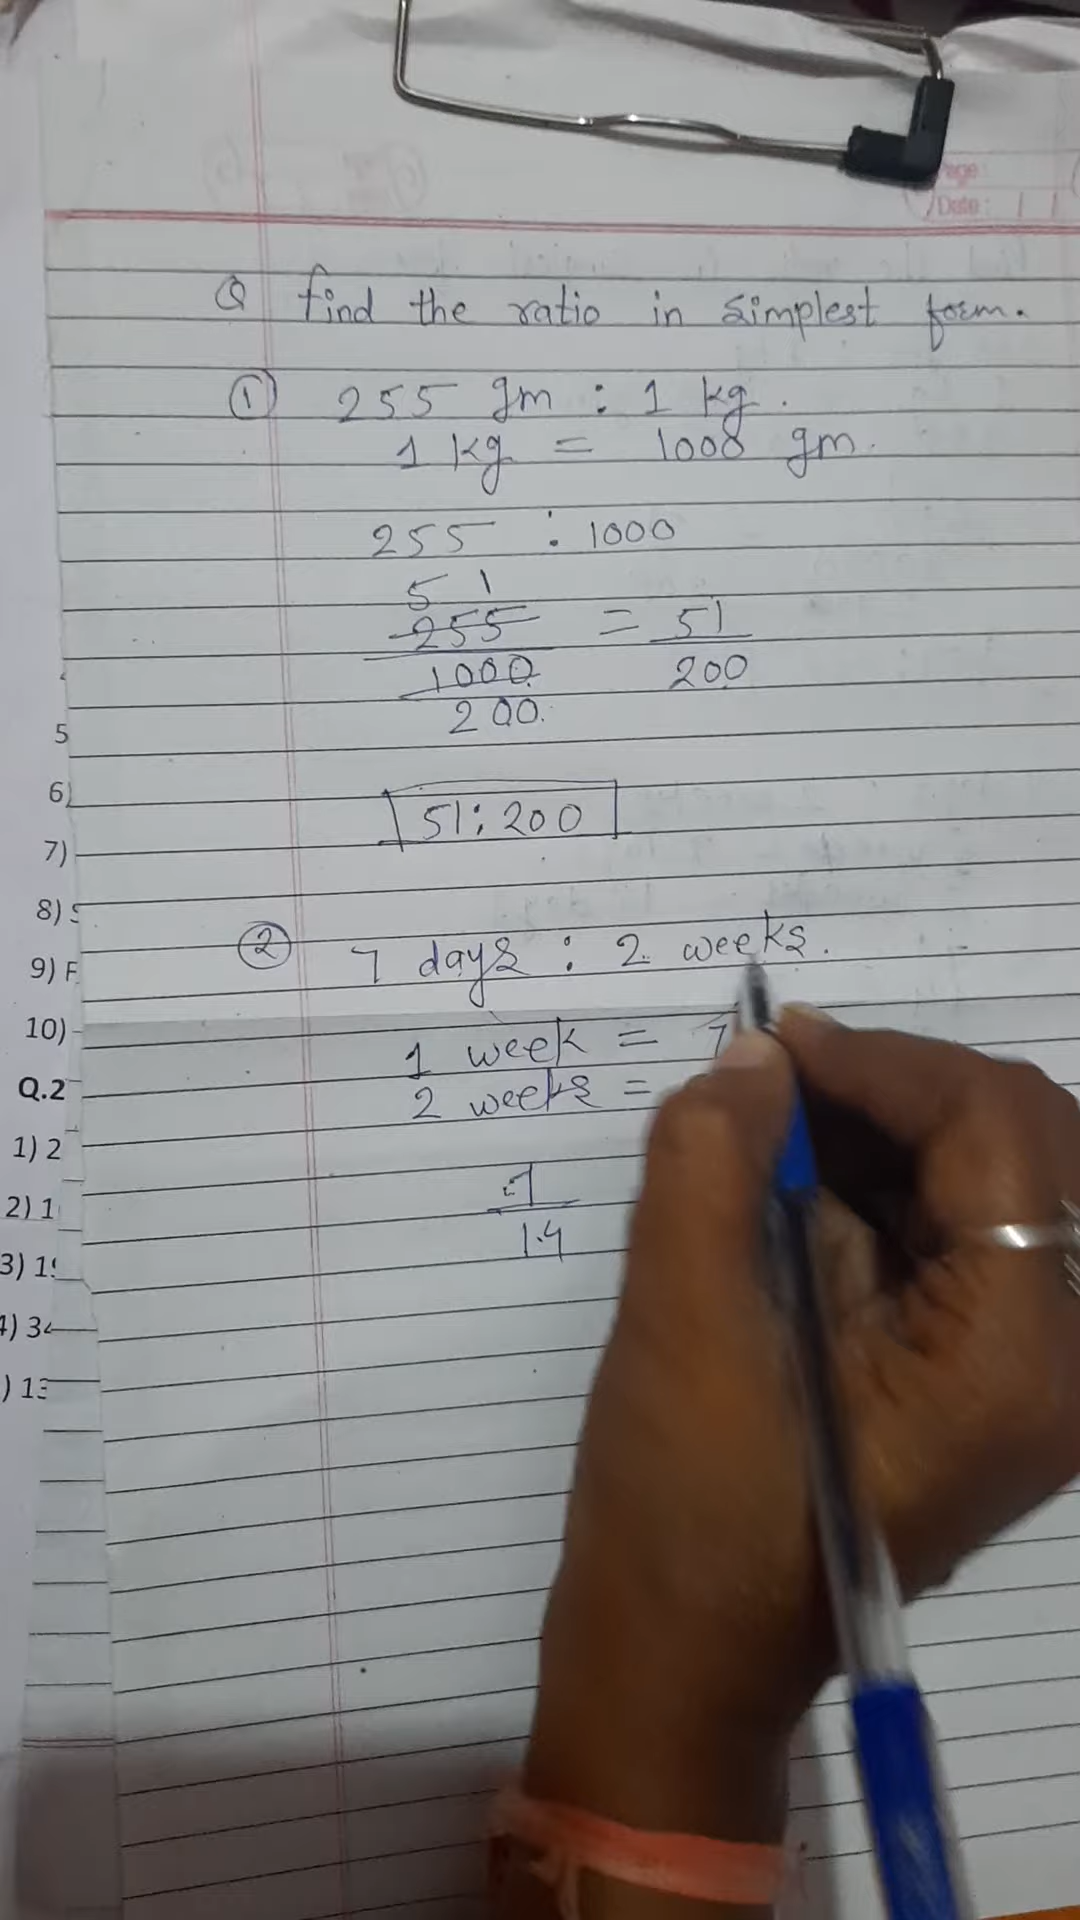 Page:
Date:
Q find the ratio in simplest form.
① 255 gm : 1 kg.
1 kg = 1000 gm.
255 : 1000
5 1
255 = 51
1000 200
200.
51:200
② 7 days : 2 weeks.
1 week = 7
2 weeks =
7
14
5
6)
7)
8)
9) F
10)
Q.2
1) 2
2) 1
3) 1
4) 34
) 13